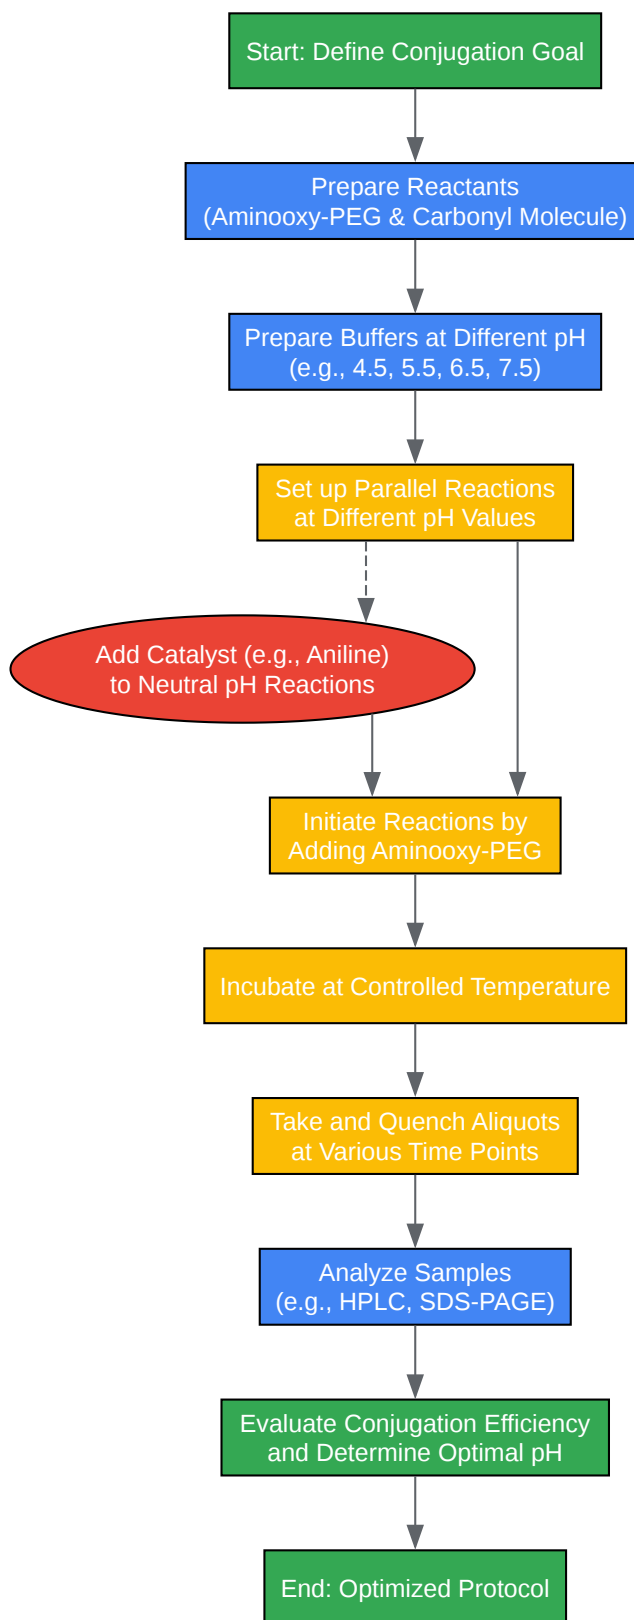 Start: Define Conjugation Goal
Prepare Reactants
(Aminooxy-PEG & Carbonyl Molecule)
Prepare Buffers at Different pH
(e.g., 4.5, 5.5, 6.5, 7.5)
Set up Parallel Reactions
at Different pH Values
Add Catalyst (e.g., Aniline)
to Neutral pH Reactions
Initiate Reactions by
Adding Aminooxy-PEG
Incubate at Controlled Temperature
Take and Quench Aliquots
at Various Time Points
Analyze Samples
(e.g., HPLC, SDS-PAGE)
Evaluate Conjugation Efficiency
and Determine Optimal pH
End: Optimized Protocol